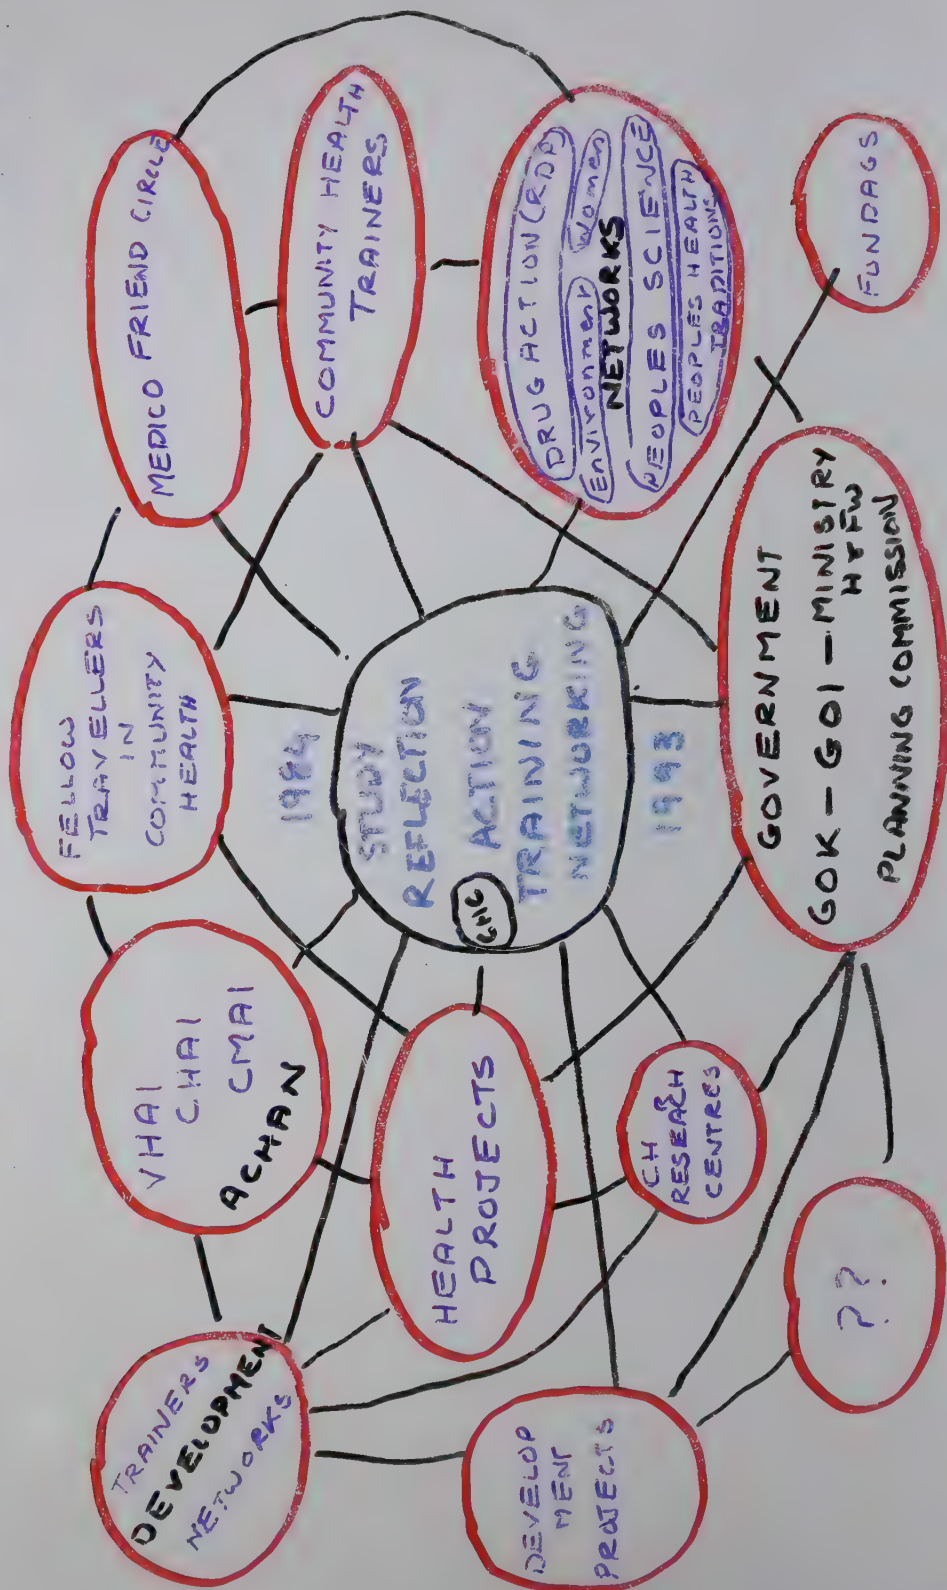 TRAINERS
DEVELOPMENT
NETWORKS
VHAI
CHAI
CMAI
ACHAN
FELLOW
TRAVELLERS
IN
COMMUNITY
HEALTH
MEDICO FRIEND CIRCLE
COMMUNITY HEALTH
TRAINERS
DRUG ACTION (RDP)
Environment
Women
NETWORKS
PEOPLES SCIENCE
PEOPLES HEALTH
TRADITIONS
1984
STUDY
REFLECTION
ACTION
CHC
TRAINING
NETWORKING
1993
HEALTH
PROJECTS
CH
RESEARCH
CENTRES
DEVELOP
MENT
PROJECTS
??
GOVERNMENT
GOK - GOI - MINISTRY
H & FW
PLANNING COMMISSION
FUNDAGS